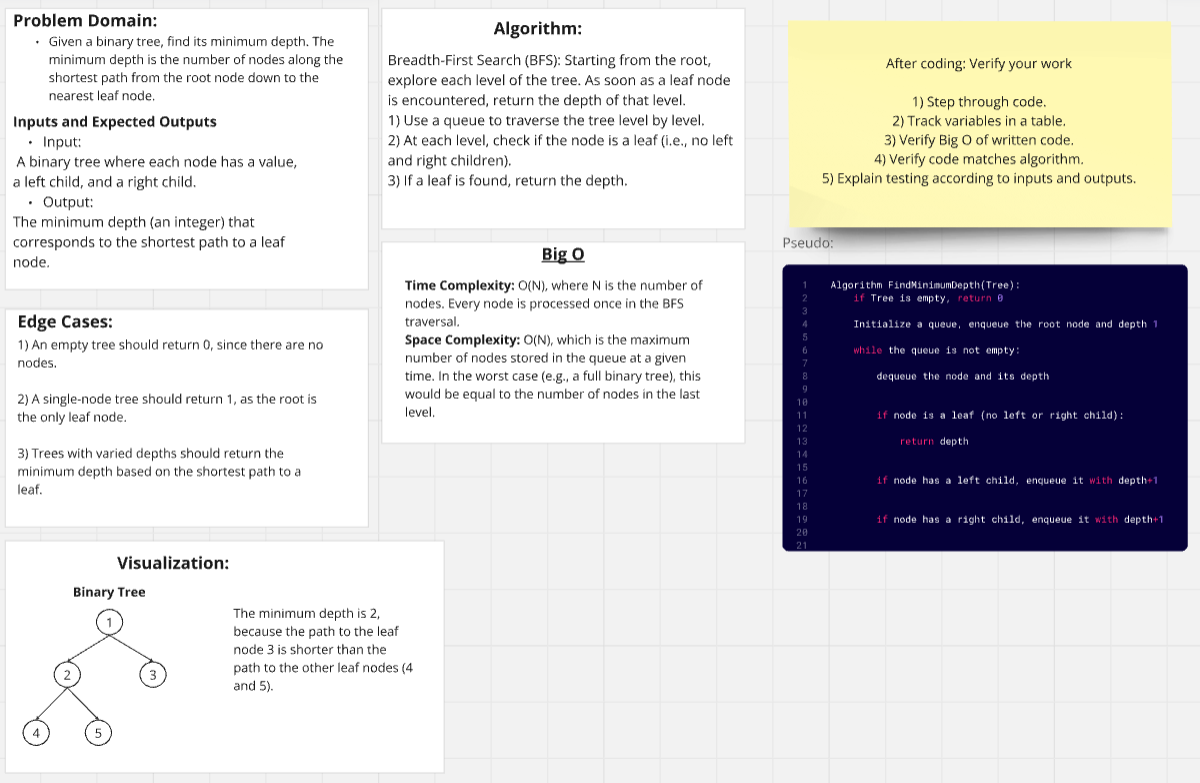 Problem Domain:
• Given a binary tree, find its minimum depth. The
minimum depth is the number of nodes along the
shortest path from the root node down to the
nearest leaf node.
Inputs and Expected Outputs
• Input:
A binary tree where each node has a value,
a left child, and a right child.
• Output:
The minimum depth (an integer) that
corresponds to the shortest path to a leaf
node.
Edge Cases:
1) An empty tree should return 0, since there are no
nodes.
2) A single-node tree should return 1, as the root is
the only leaf node.
3) Trees with varied depths should return the
minimum depth based on the shortest path to a
leaf.
Visualization:
Binary Tree
1
2
3
4
5
The minimum depth is 2,
because the path to the leaf
node 3 is shorter than the
path to the other leaf nodes (4
and 5).
Algorithm:
Breadth-First Search (BFS): Starting from the root,
explore each level of the tree. As soon as a leaf node
is encountered, return the depth of that level.
1) Use a queue to traverse the tree level by level.
2) At each level, check if the node is a leaf (i.e., no left
and right children).
3) If a leaf is found, return the depth.
Big O
Time Complexity: O(N), where N is the number of
nodes. Every node is processed once in the BFS
traversal.
Space Complexity: O(N), which is the maximum
number of nodes stored in the queue at a given
time. In the worst case (e.g., a full binary tree), this
would be equal to the number of nodes in the last
level.
After coding: Verify your work
1) Step through code.
2) Track variables in a table.
3) Verify Big O of written code.
4) Verify code matches algorithm.
5) Explain testing according to inputs and outputs.
Pseudo:
1 Algorithm FindMinimumDepth(Tree):
2 if Tree is empty, return 0
3
4 Initialize a queue, enqueue the root node and depth 1
5
6 while the queue is not empty:
7
8 dequeue the node and its depth
9
10
11 if node is a leaf (no left or right child):
12
13 return depth
14
15
16 if node has a left child, enqueue it with depth+1
17
18
19 if node has a right child, enqueue it with depth+1
20
21